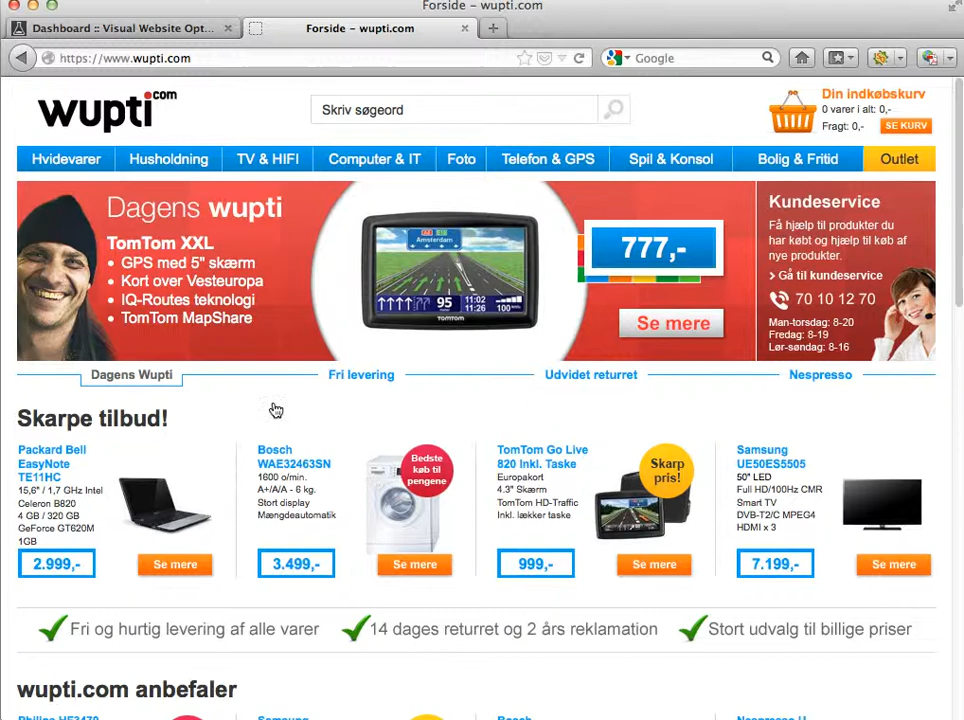 Forside – wupti.com
Dashboard :: Visual Website Opt...
Forside – wupti.com
https://www.wupti.com
Google
wupti.com
Skriv søgeord
Din indkøbskurv
0 varer i alt: 0,-
Fragt: 0,-
SE KURV
Hvidevarer
Husholdning
TV & HIFI
Computer & IT
Foto
Telefon & GPS
Spil & Konsol
Bolig & Fritid
Outlet
Dagens wupti
TomTom XXL
• GPS med 5" skærm
• Kort over Vesteuropa
• IQ-Routes teknologi
• TomTom MapShare
Amsterdam
95
11:02
11:26
100
TOMTOM
777,-
Se mere
Kundeservice
Få hjælp til produkter du
har købt og hjælp til køb af
nye produkter.
› Gå til kundeservice
70 10 12 70
Man-torsdag: 8-20
Fredag: 8-19
Lør-søndag: 8-16
Dagens Wupti
Fri levering
Udvidet returret
Nespresso
Skarpe tilbud!
Packard Bell
EasyNote
TE11HC
15,6" / 1,7 GHz Intel
Celeron B820
4 GB / 320 GB
GeForce GT620M
1GB
2.999,-
Se mere
Bosch
WAE32463SN
1600 o/min.
A+/A/A - 6 kg.
Stort display
Mængdeautomatik
Bedste
køb til
pengene
3.499,-
Se mere
TomTom Go Live
820 Inkl. Taske
Europakort
4.3" Skærm
TomTom HD-Traffic
Inkl. lækker taske
Skarp
pris!
999,-
Se mere
Samsung
UE50ES5505
50" LED
Full HD/100Hz CMR
Smart TV
DVB-T2/C MPEG4
HDMI x 3
7.199,-
Se mere
Fri og hurtig levering af alle varer
14 dages returret og 2 års reklamation
Stort udvalg til billige priser
wupti.com anbefaler
Philips HF3470
Samsung
Bosch
Nespresso U